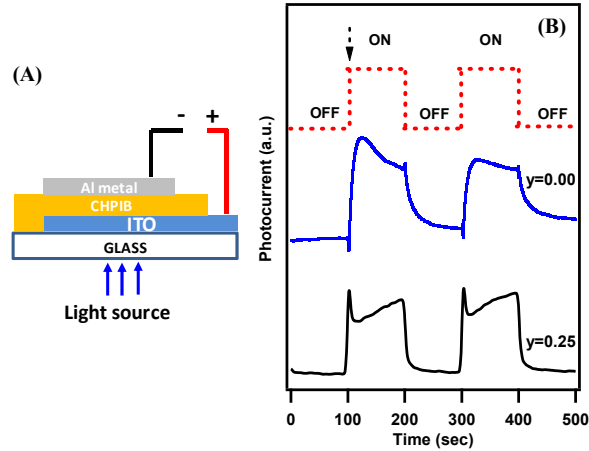 (A)
- +
Al metal
CHPIB
ITO
GLASS
Light source
(B)
ON ON
OFF OFF OFF
y=0.00
y=0.25
Photocurrent (a.u.)
0 100 200 300 400 500
Time (sec)